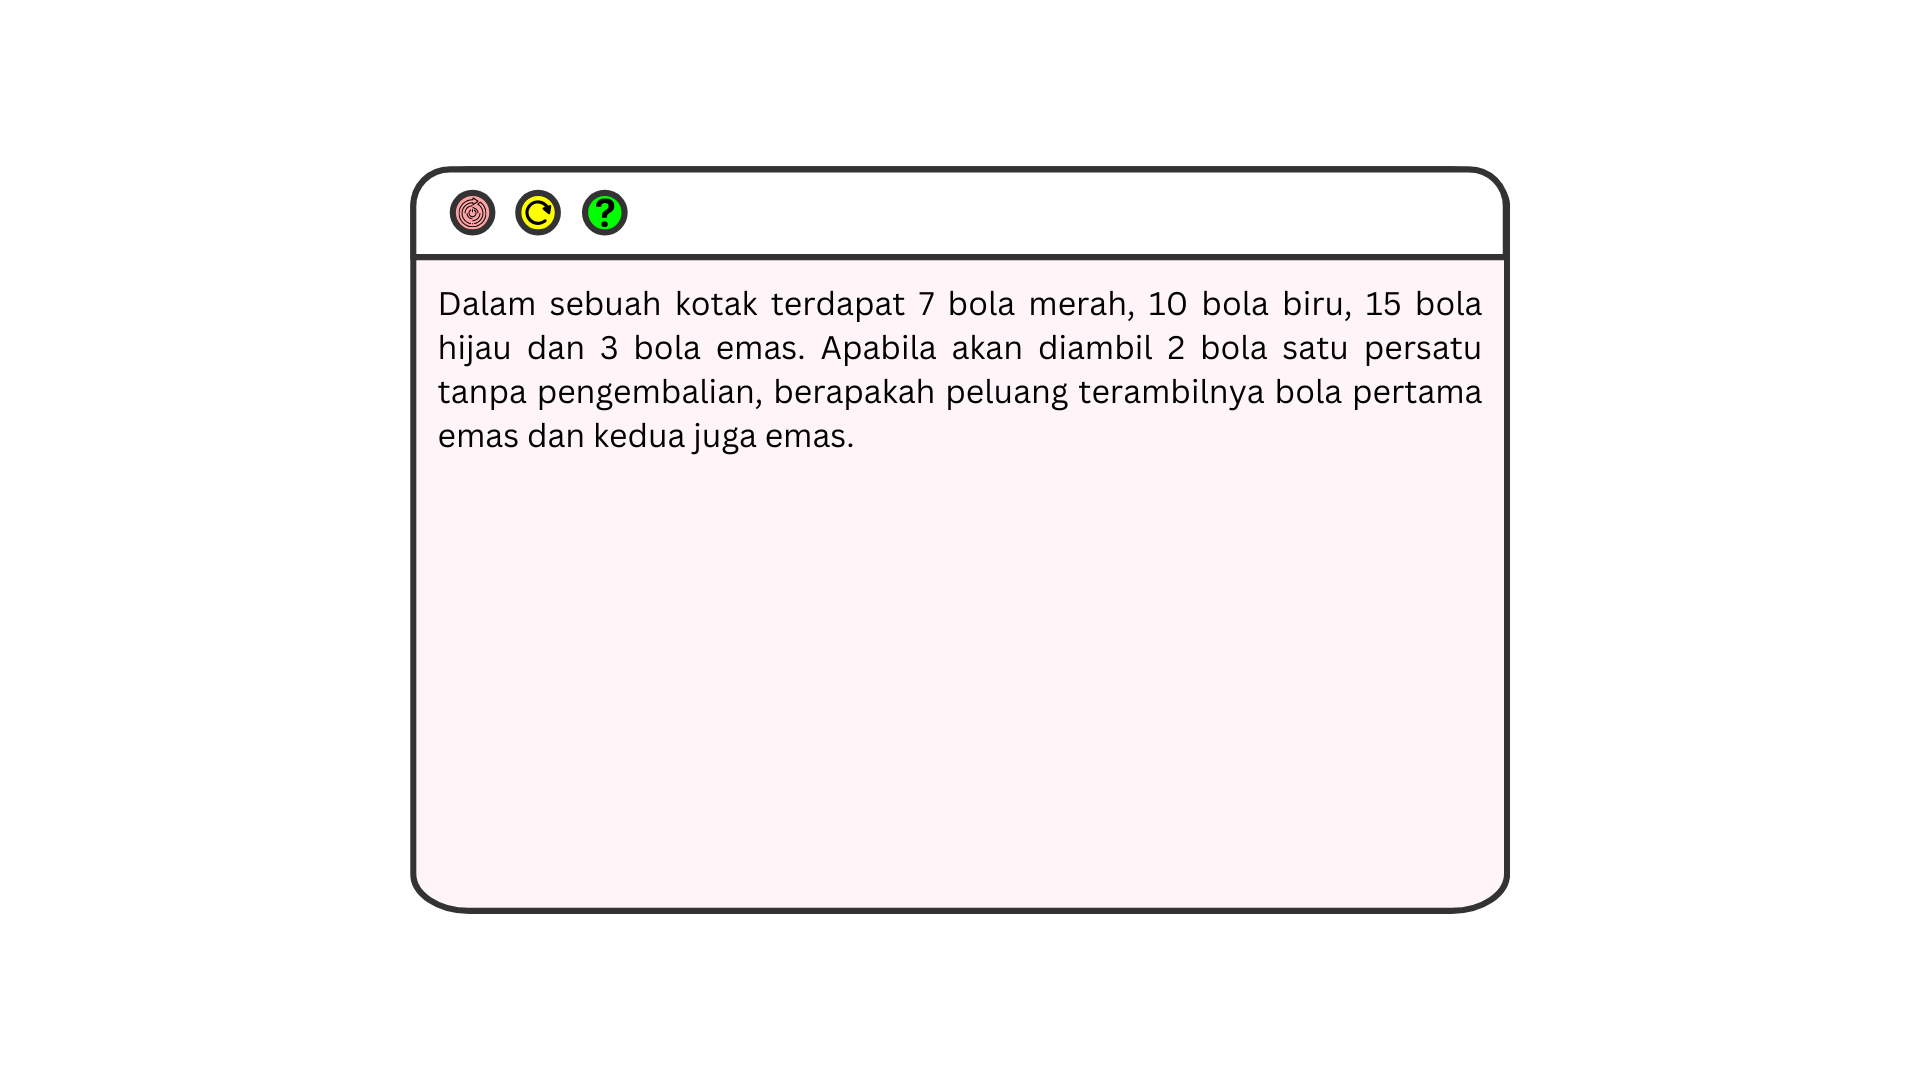 Dalam sebuah kotak terdapat 7 bola merah, 10 bola biru, 15 bola
hijau dan 3 bola emas. Apabila akan diambil 2 bola satu persatu
tanpa pengembalian, berapakah peluang terambilnya bola pertama
emas dan kedua juga emas.